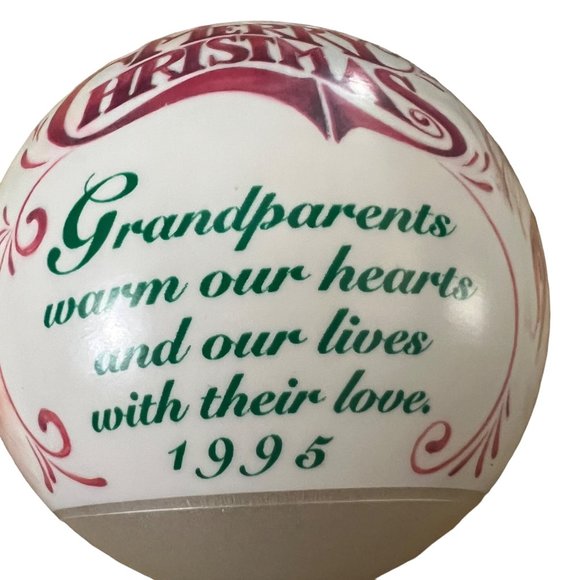 MERRY
CHRISTMAS
Grandparents
warm our hearts
and our lives
with their love.
1995